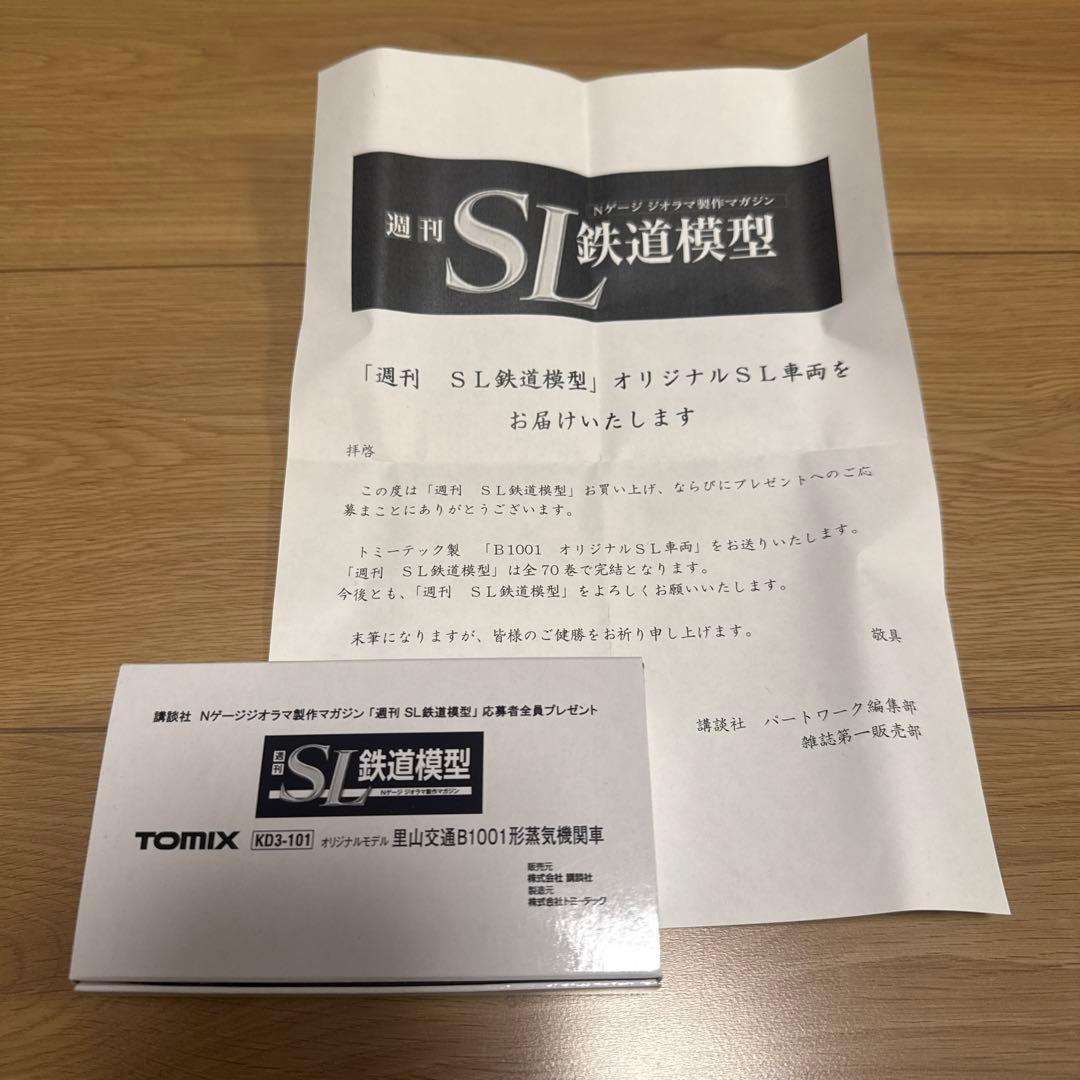 Nゲージ ジオラマ製作マガジン
週刊 SL鉄道模型
「週刊　ＳＬ鉄道模型」オリジナルＳＬ車両を
お届けいたします
拝啓
この度は「週刊　ＳＬ鉄道模型」お買い上げ、ならびにプレゼントへのご応
募まことにありがとうございます。
トミーテック製　「B1001　オリジナルＳＬ車両」をお送りいたします。
「週刊　ＳＬ鉄道模型」は全70巻で完結となります。
今後とも、「週刊　ＳＬ鉄道模型」をよろしくお願いいたします。
末筆になりますが、皆様のご健勝をお祈り申し上げます。　敬具
講談社　パートワーク編集部
雑誌第一販売部
講談社 Nゲージジオラマ製作マガジン「週刊 SL鉄道模型」応募者全員プレゼント
週刊 SL鉄道模型
Nゲージ ジオラマ製作マガジン
TOMIX KD3-101 オリジナルモデル 里山交通B1001形蒸気機関車
販売元
株式会社 講談社
製造元
株式会社トミーテック